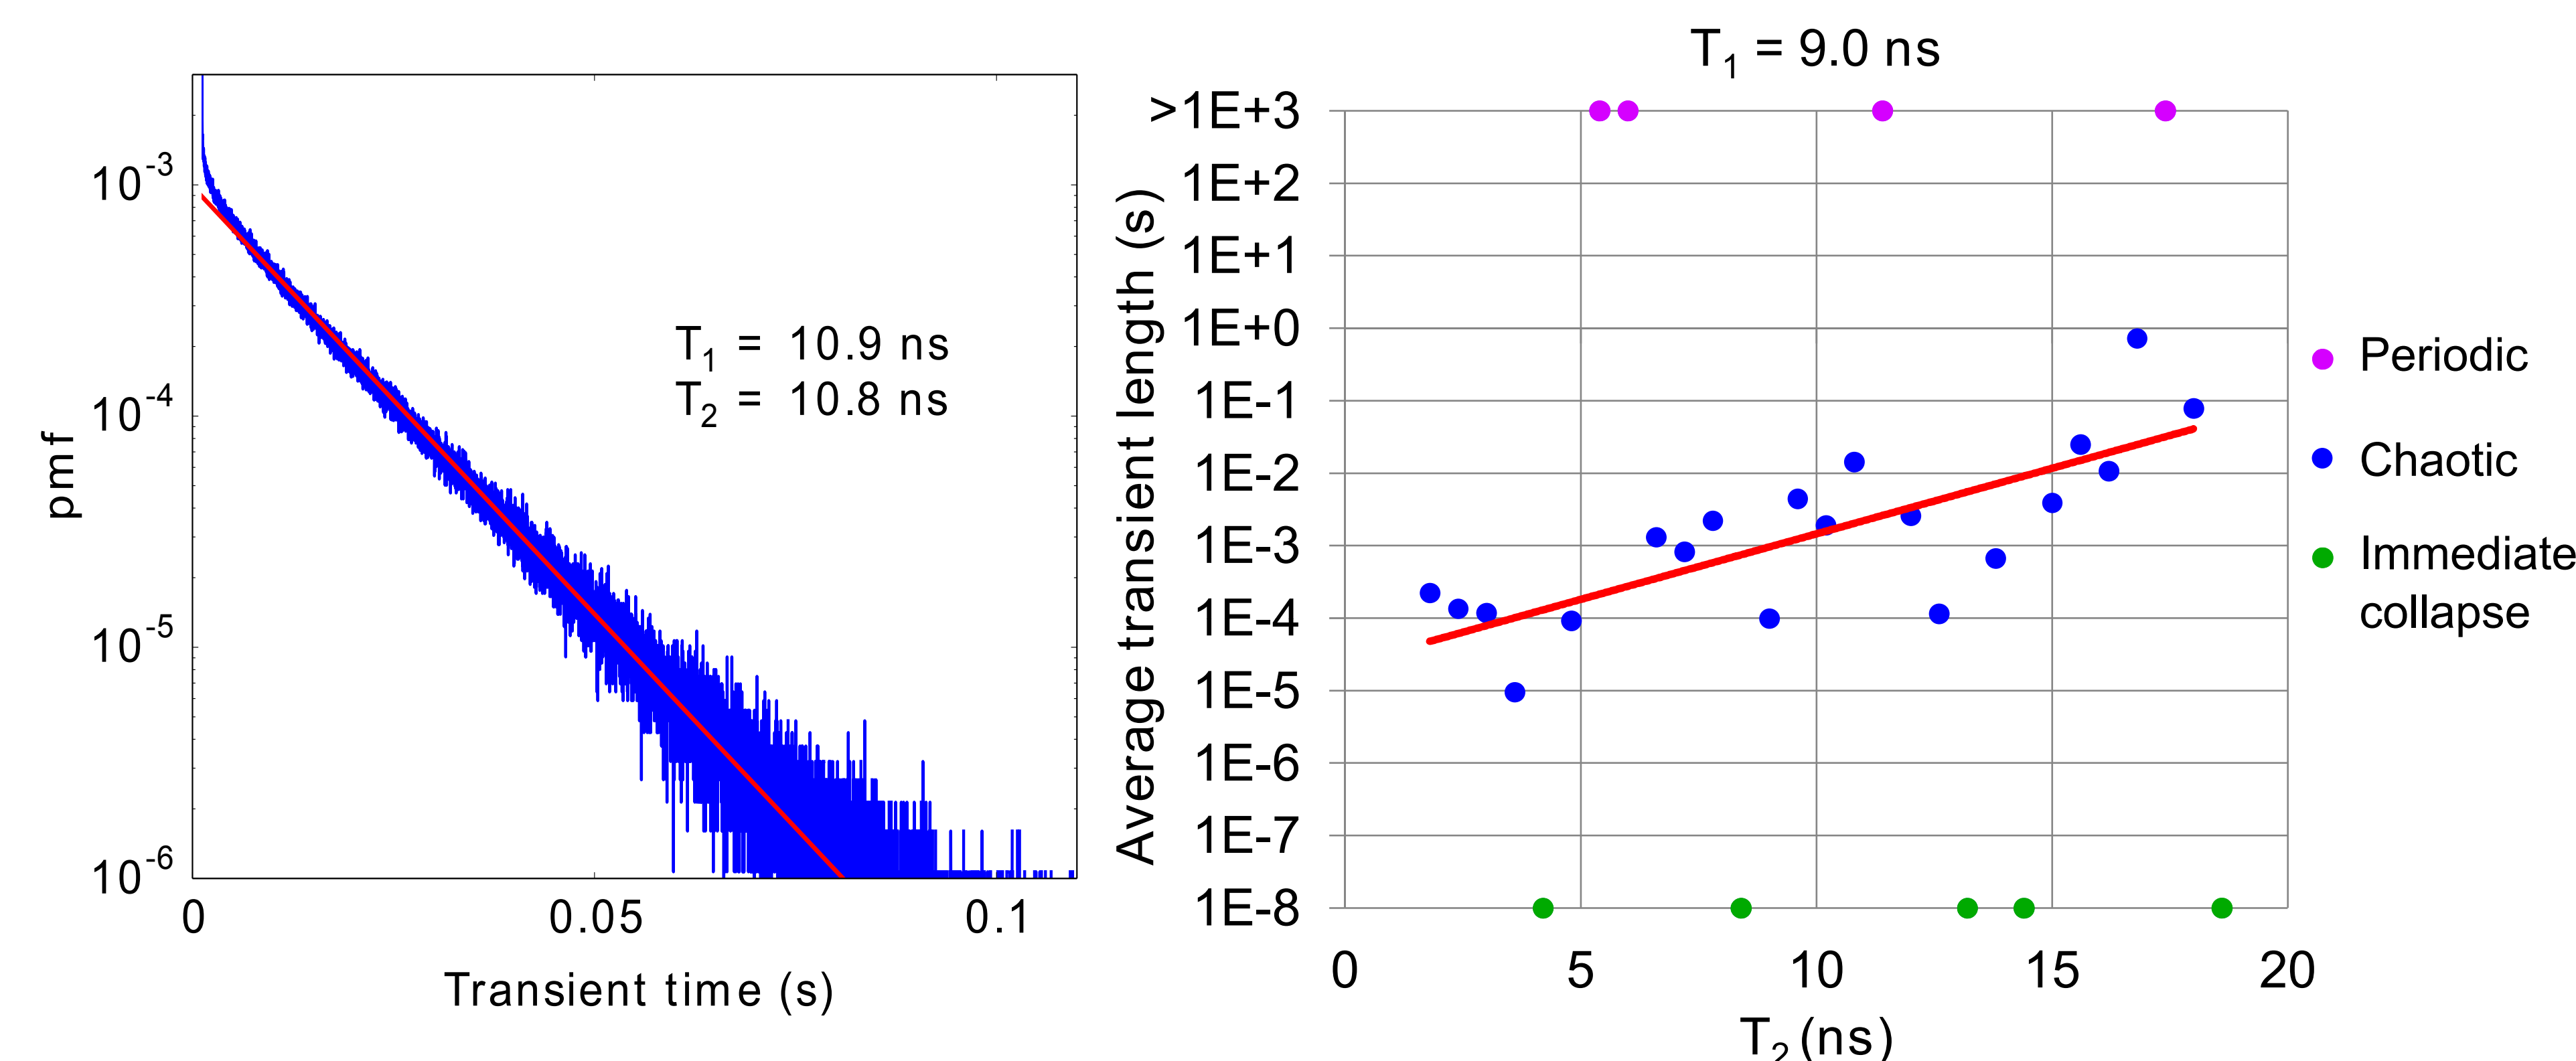 pmf
10^-3
10^-4
10^-5
10^-6
0 0.05 0.1
Transient time (s)
T₁ = 10.9 ns
T₂ = 10.8 ns
T₁ = 9.0 ns
Average transient length (s)
>1E+3
1E+2
1E+1
1E+0
1E-1
1E-2
1E-3
1E-4
1E-5
1E-6
1E-7
1E-8
0 5 10 15 20
T₂ (ns)
Periodic
Chaotic
Immediate
collapse